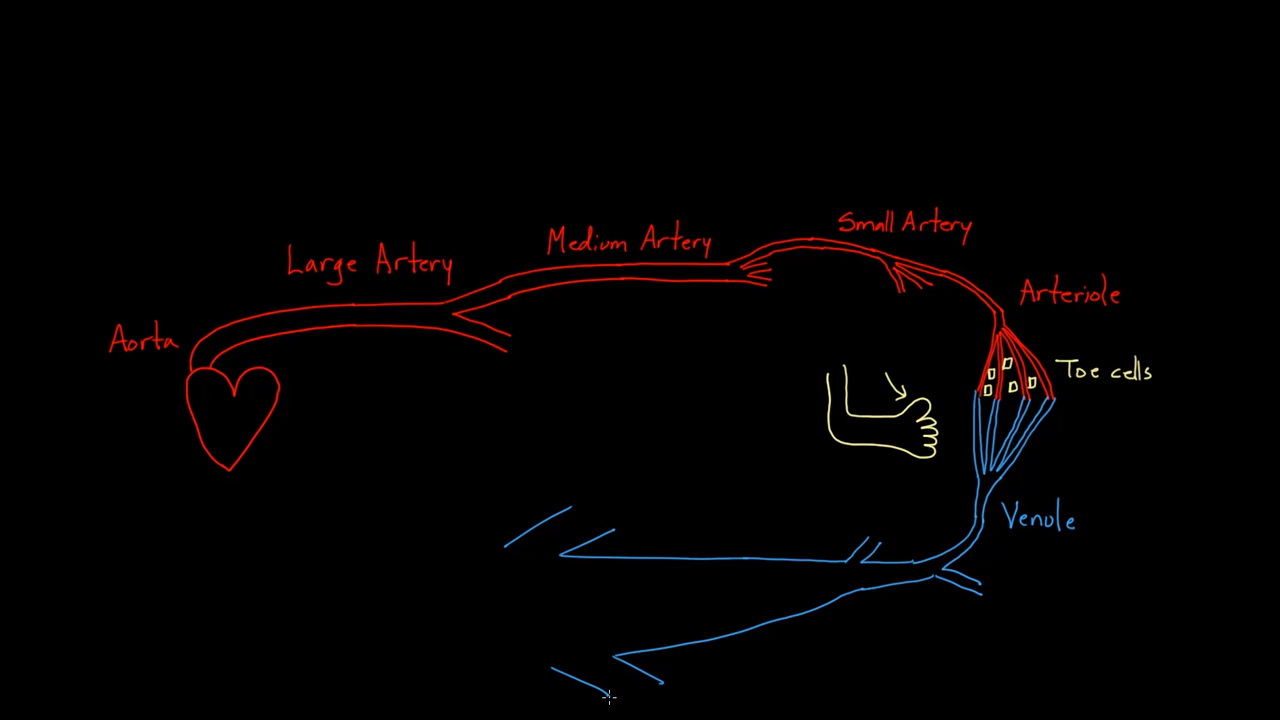 Small Artery
Medium Artery
Large Artery
Arteriole
Aorta
Toe cells
Venule